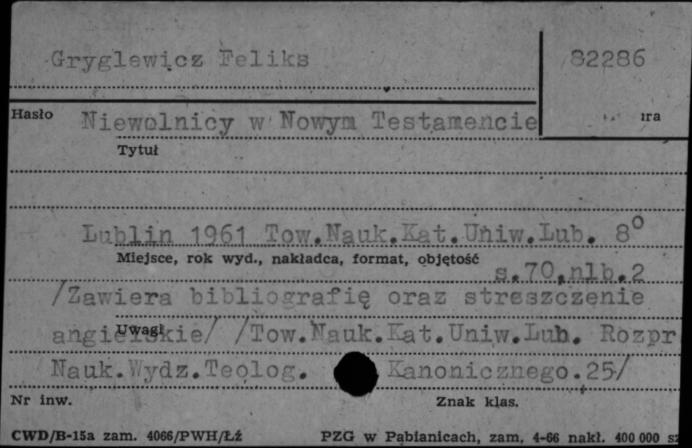 Gryglewicz Feliks 82286
Hasło Niewolnicy w Nowym Testamencie ıra
Tytuł
Lublin 1961 Tow.Nauk.Kat.Uniw.Lub. 8°
Miejsce, rok wyd., nakładca, format, objętość s.70,nlb.2
/Zawiera bibliografię oraz streszczenie
Uwagi
angielskie/ /Tow.Nauk.Kat.Uniw.Lub. Rozpr
Nauk.Wydz.Teolog. Kanonicznego.25/
Nr inw. Znak klas.
CWD/B-15a zam. 4066/PWH/Łź PZG w Pabianicach, zam, 4-66 nakł. 400 000 sz